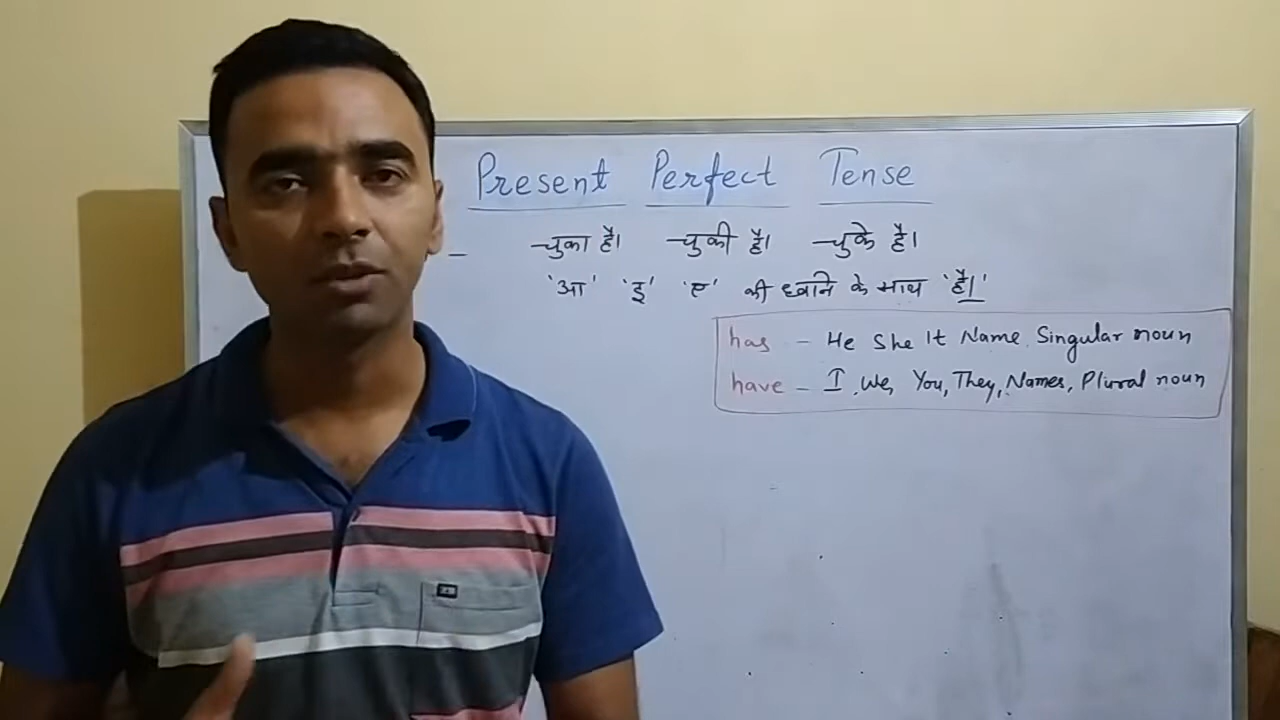 Present Perfect Tense
– चुका है। चुकी है। चुके है।
'आ' 'इ' 'ए' की ध्वनि के साथ 'है।'
has – He She It Name Singular noun
have – I, We, You, They, Names, Plural noun